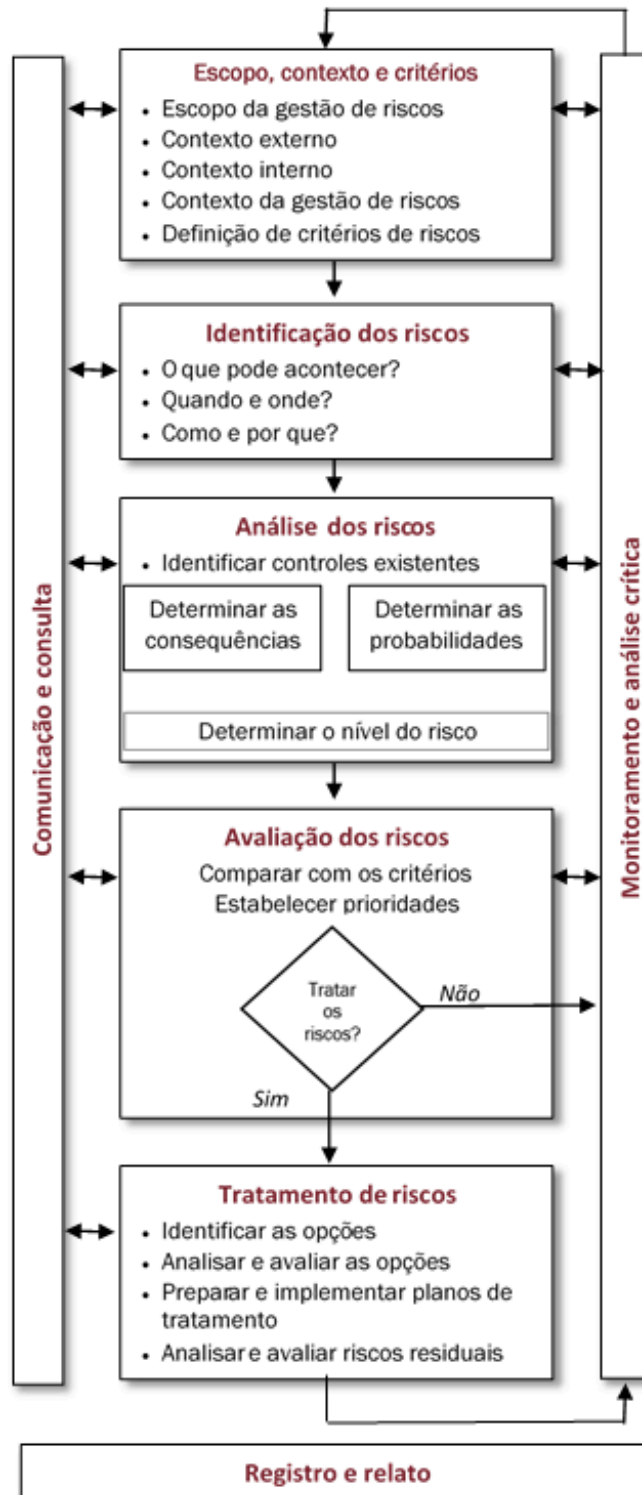 Escopo, contexto e critérios
• Escopo da gestão de riscos
• Contexto externo
• Contexto interno
• Contexto da gestão de riscos
• Definição de critérios de riscos
Identificação dos riscos
• O que pode acontecer?
• Quando e onde?
• Como e por que?
Análise dos riscos
• Identificar controles existentes
Determinar as
consequências
Determinar as
probabilidades
Determinar o nível do risco
Avaliação dos riscos
Comparar com os critérios
Estabelecer prioridades
Tratar
os
riscos?
Não
Sim
Tratamento de riscos
• Identificar as opções
• Analisar e avaliar as opções
• Preparar e implementar planos de
tratamento
• Analisar e avaliar riscos residuais
Comunicação e consulta
Monitoramento e análise crítica
Registro e relato